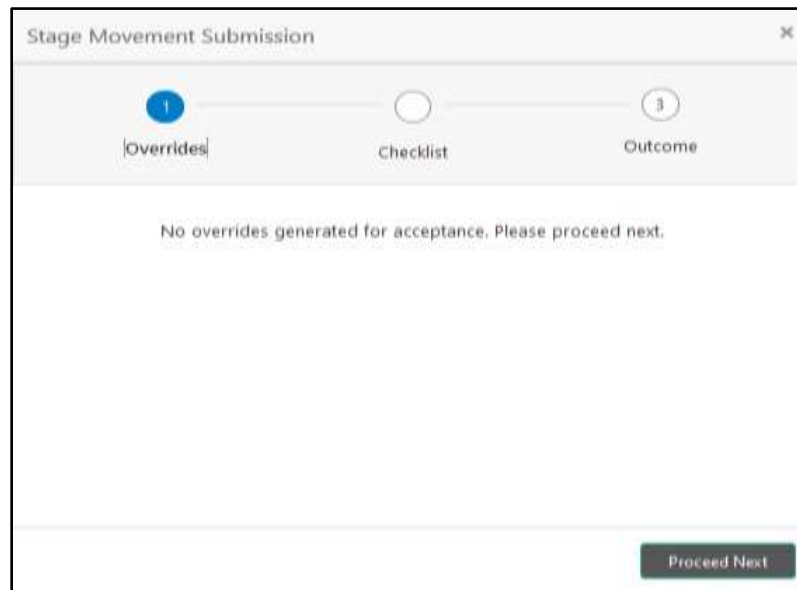 Stage Movement Submission
1
3
Overrides
Checklist
Outcome
No overrides generated for acceptance. Please proceed next.
Proceed Next